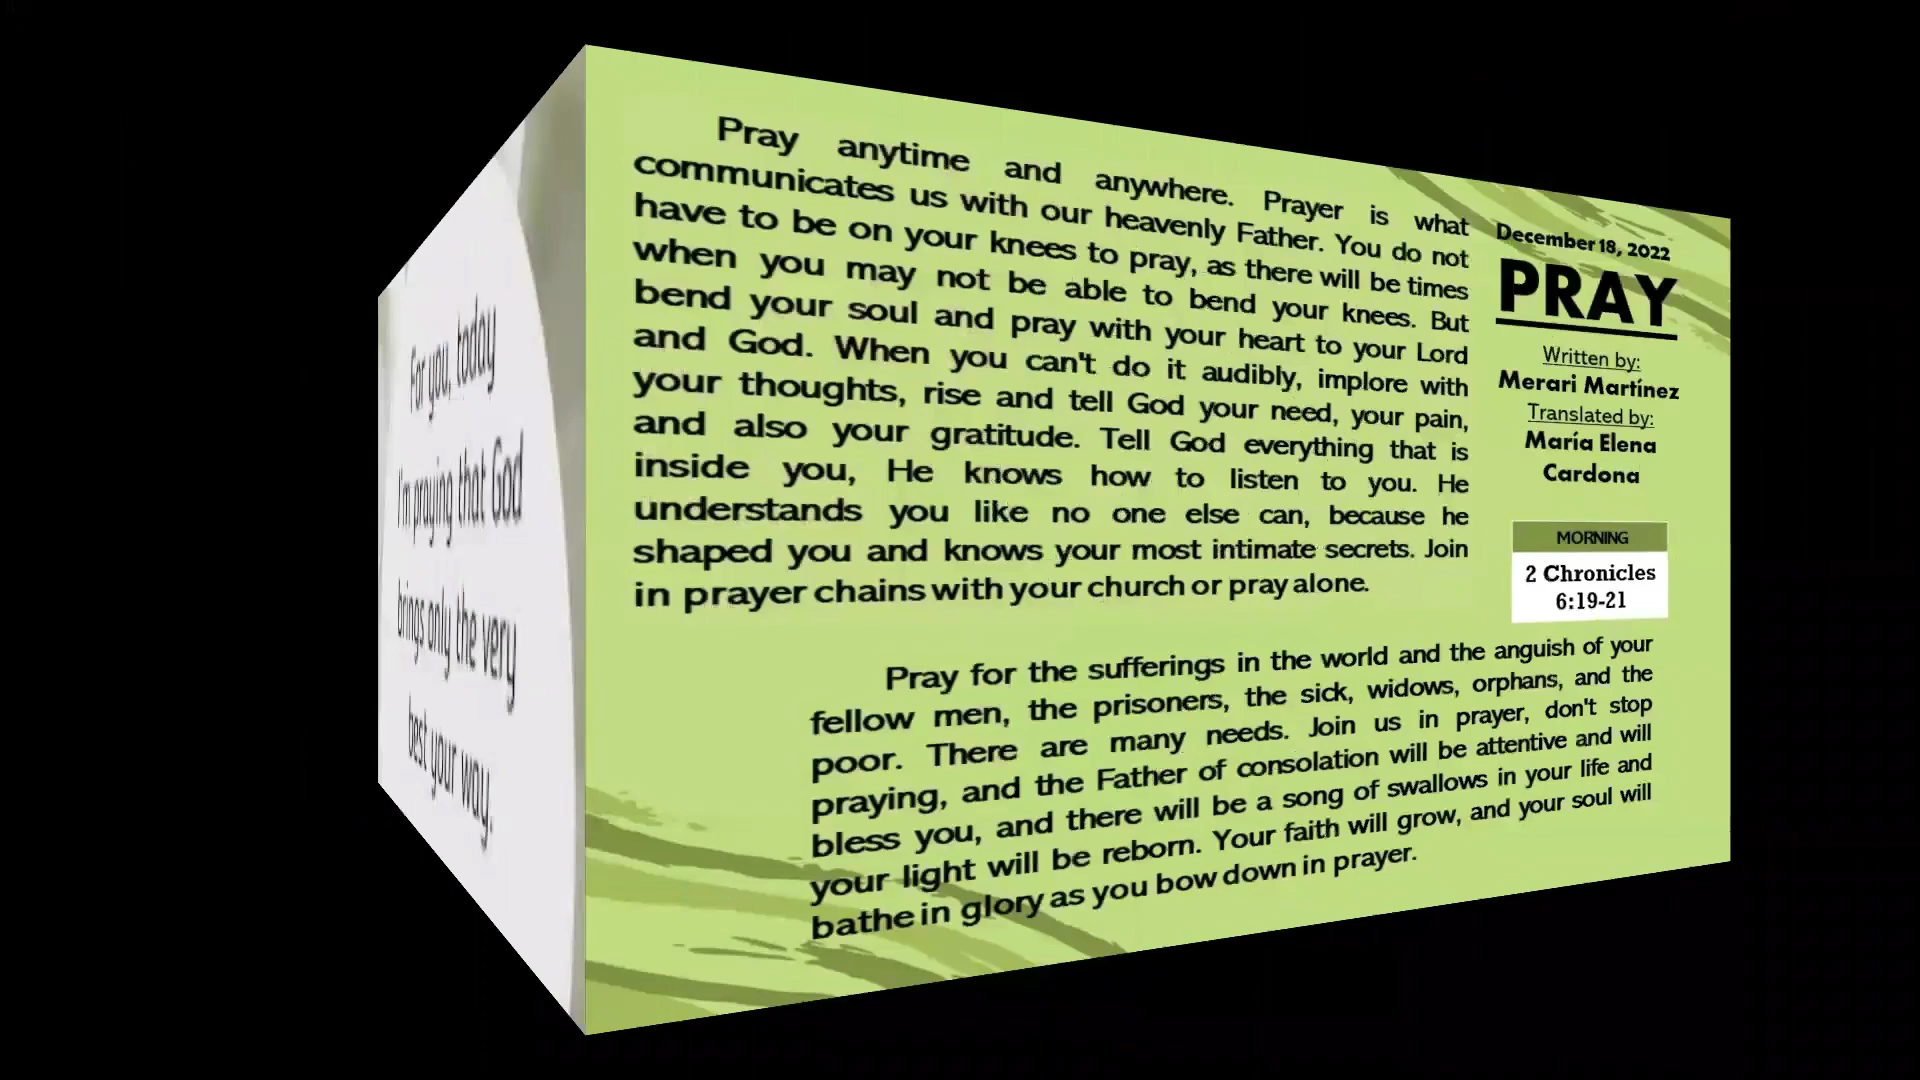 For you, today
I'm praying that God
brings only the very
best your way.
Pray anytime and anywhere. Prayer is what
communicates us with our heavenly Father. You do not
have to be on your knees to pray, as there will be times
when you may not be able to bend your knees. But
bend your soul and pray with your heart to your Lord
and God. When you can't do it audibly, implore with
your thoughts, rise and tell God your need, your pain,
and also your gratitude. Tell God everything that is
inside you, He knows how to listen to you. He
understands you like no one else can, because he
shaped you and knows your most intimate secrets. Join
in prayer chains with your church or pray alone.
December 18, 2022
PRAY
Written by:
Merari Martínez
Translated by:
María Elena
Cardona
MORNING
2 Chronicles
6:19-21
Pray for the sufferings in the world and the anguish of your
fellow men, the prisoners, the sick, widows, orphans, and the
poor. There are many needs. Join us in prayer, don't stop
praying, and the Father of consolation will be attentive and will
bless you, and there will be a song of swallows in your life and
your light will be reborn. Your faith will grow, and your soul will
bathe in glory as you bow down in prayer.